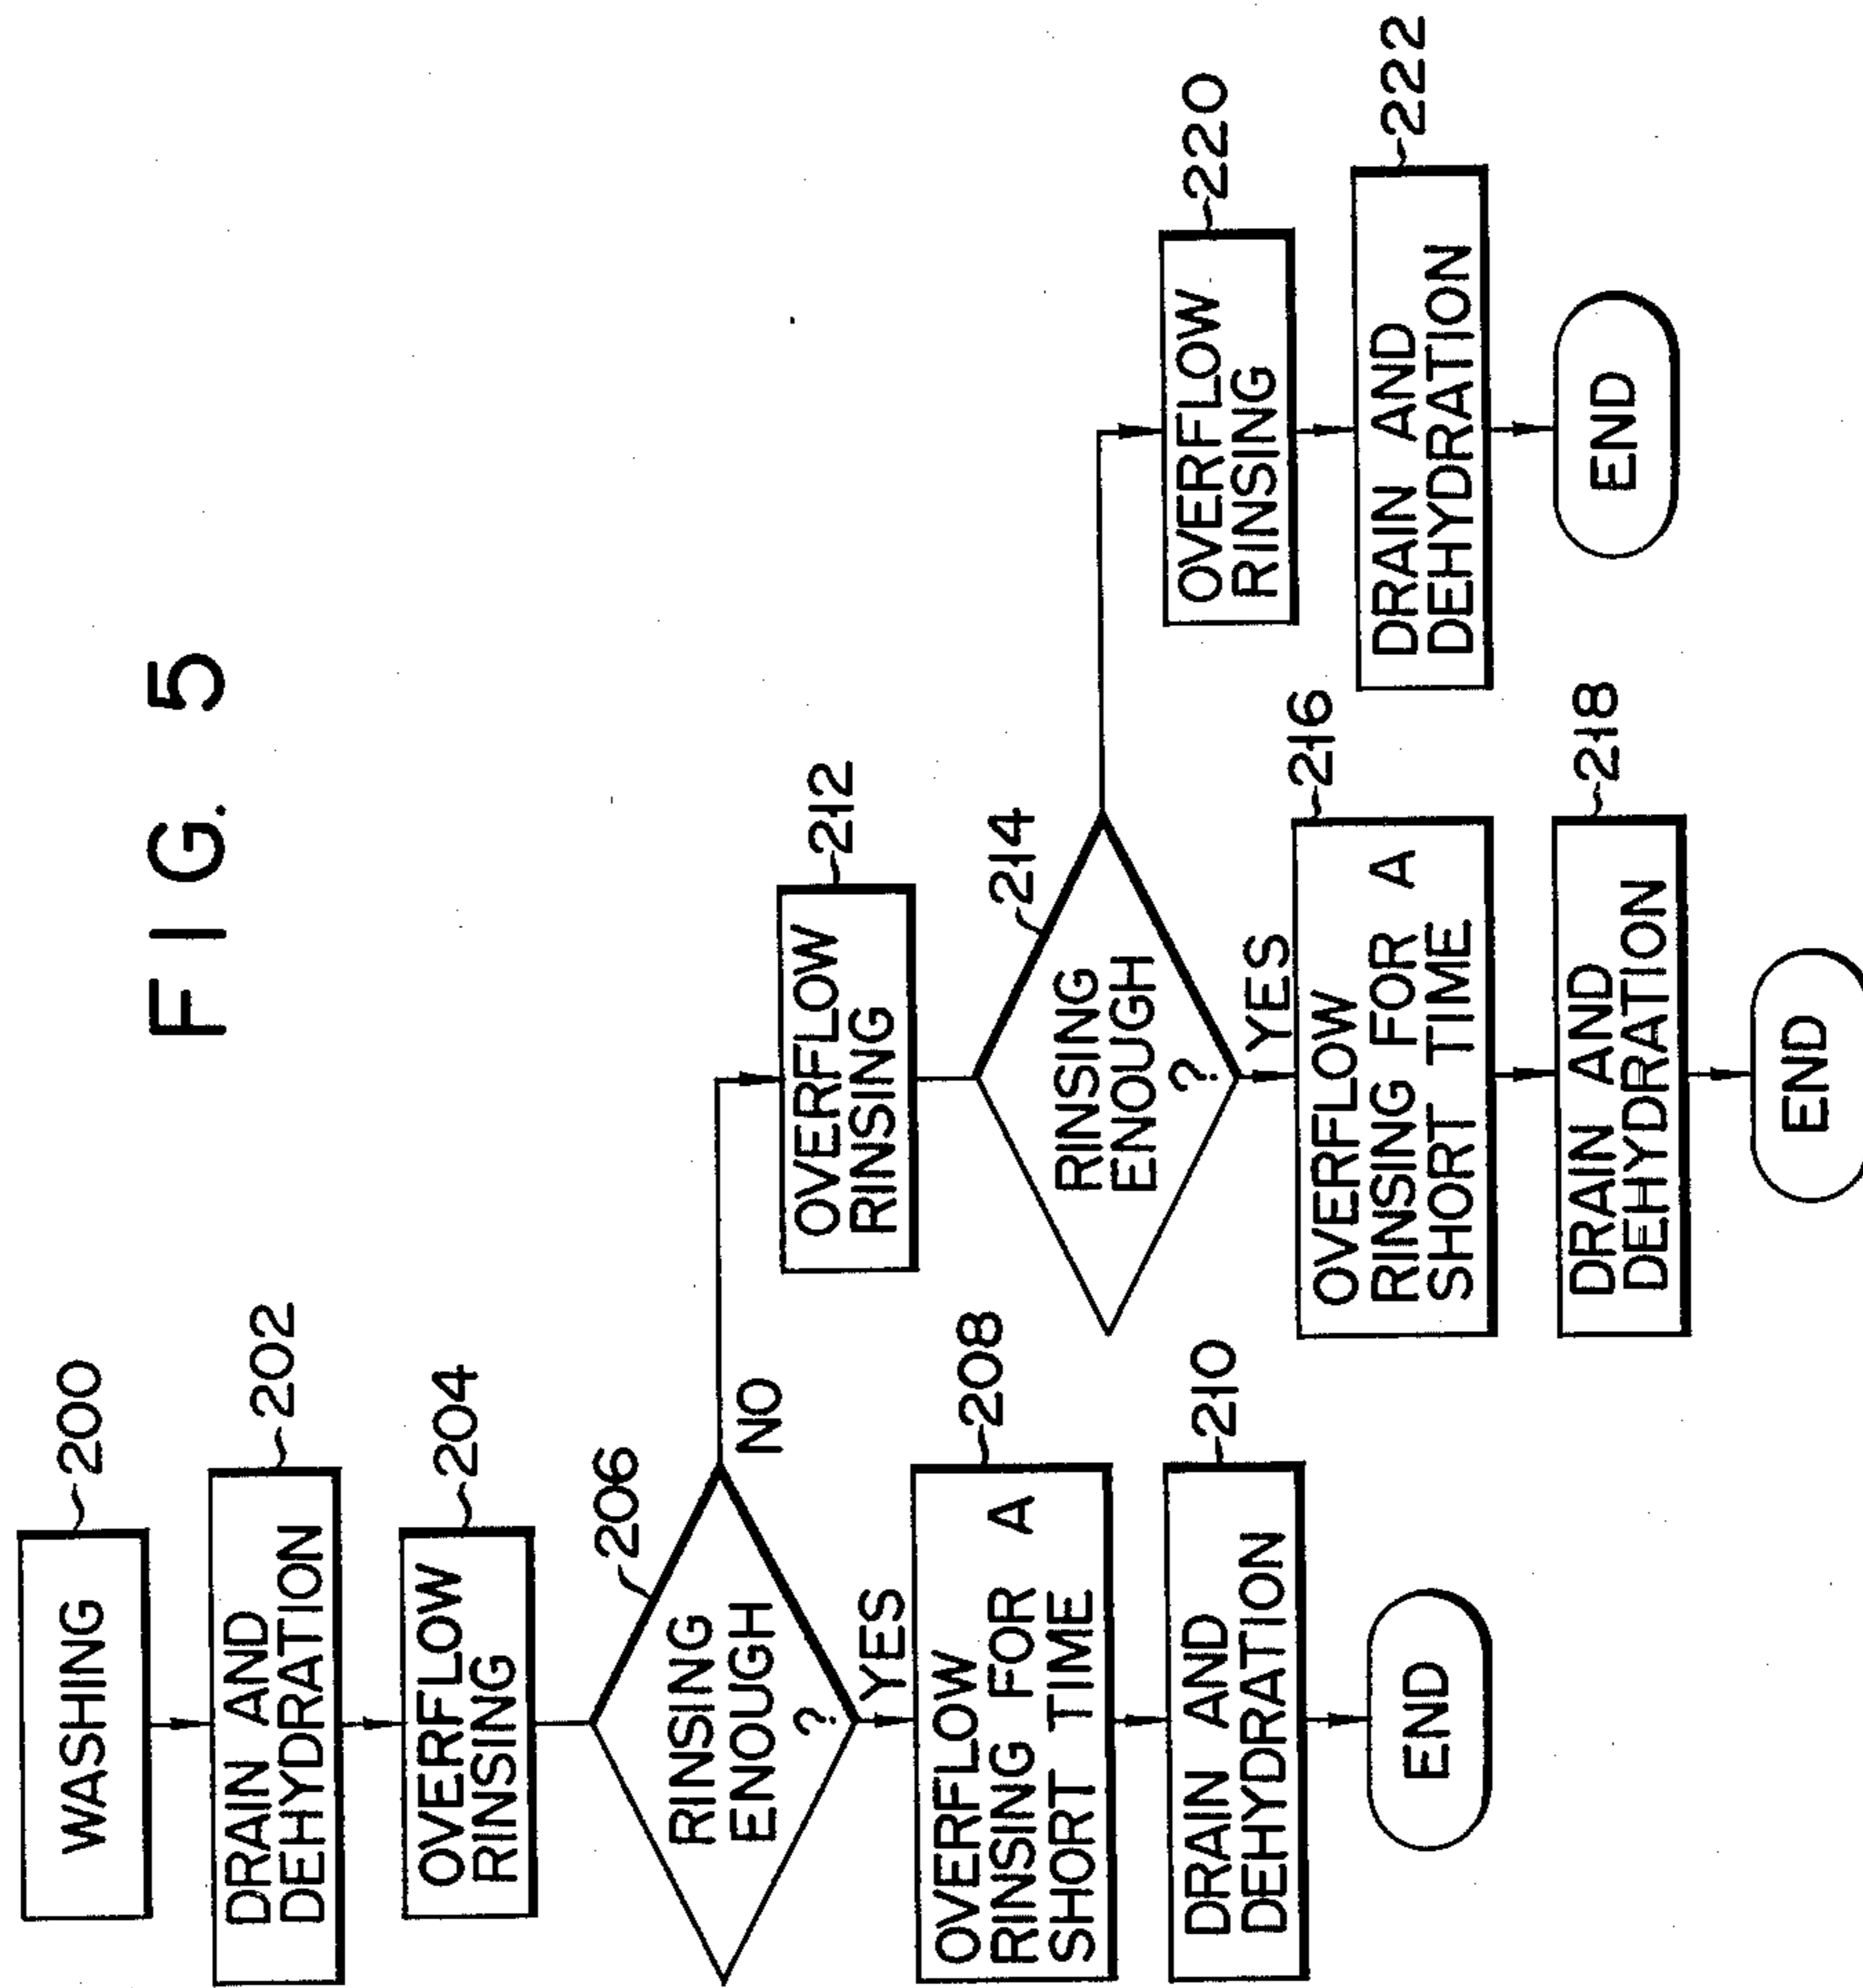 FIG. 5
WASHING
200
DRAIN AND
DEHYDRATION
202
OVERFLOW
RINSING
204
RINSING
ENOUGH
?
206
NO
YES
OVERFLOW
RINSING FOR A
SHORT TIME
208
DRAIN AND
DEHYDRATION
210
END
OVERFLOW
RINSING
212
RINSING
ENOUGH
?
214
YES
OVERFLOW
RINSING FOR A
SHORT TIME
216
DRAIN AND
DEHYDRATION
218
END
OVERFLOW
RINSING
220
DRAIN AND
DEHYDRATION
222
END